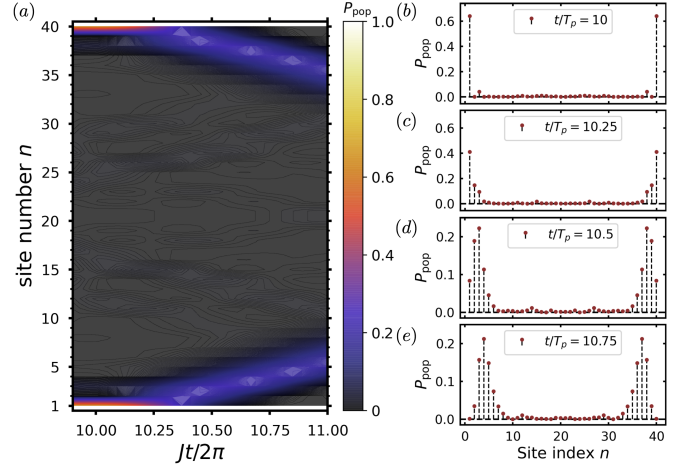 (a)
site number n
40
35
30
25
20
15
10
5
1
10.00
10.25
10.50
10.75
11.00
Jt/2π
P_pop
1.0
0.8
0.6
0.4
0.2
0
(b)
P_pop
0.6
0.4
0.2
0.0
t/T_p = 10
(c)
P_pop
0.6
0.4
0.2
0.0
t/T_p = 10.25
(d)
P_pop
0.2
0.1
0.0
t/T_p = 10.5
(e)
P_pop
0.2
0.1
0.0
t/T_p = 10.75
0
10
20
30
40
Site index n